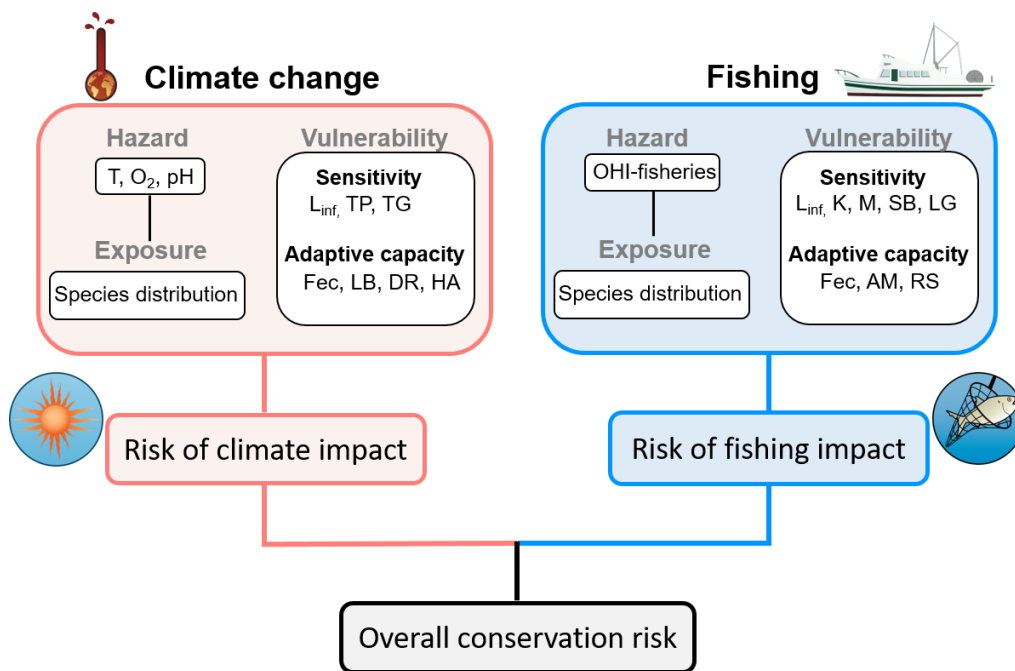 Climate change
Hazard
T, O₂, pH
Exposure
Species distribution
Vulnerability
Sensitivity
Linf, TP, TG
Adaptive capacity
Fec, LB, DR, HA
Fishing
Hazard
OHI-fisheries
Exposure
Species distribution
Vulnerability
Sensitivity
Linf, K, M, SB, LG
Adaptive capacity
Fec, AM, RS
Risk of climate impact
Risk of fishing impact
Overall conservation risk